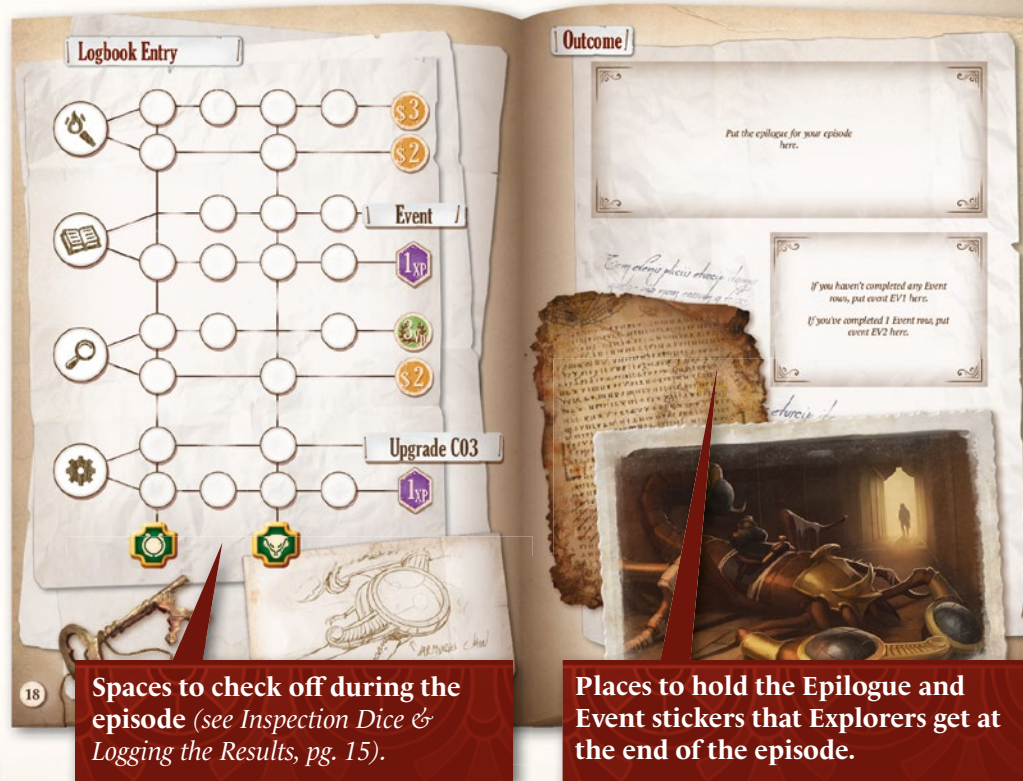 Logbook Entry
$3
$2
Event
1XP
$2
Upgrade C03
1XP
18
Spaces to check off during the
episode (see Inspection Dice &
Logging the Results, pg. 15).
Outcome
Put the epilogue for your episode
here.
If you haven't completed any Event
rows, put event EV1 here.
If you've completed 1 Event row, put
event EV2 here.
Places to hold the Epilogue and
Event stickers that Explorers get at
the end of the episode.